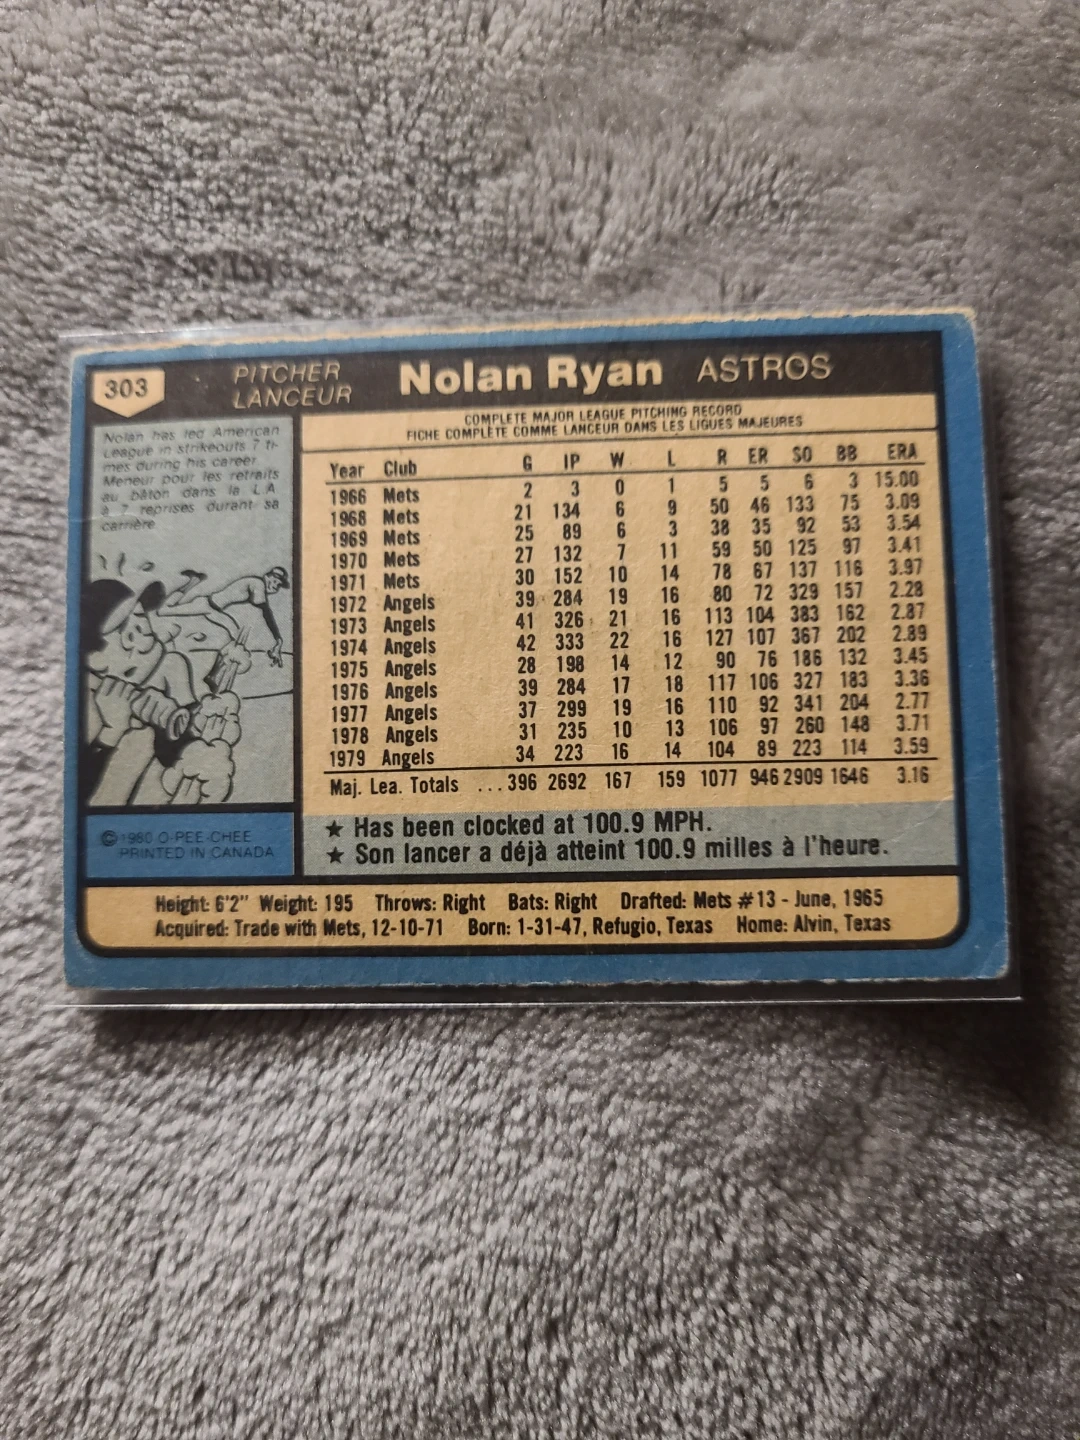 303
PITCHER
LANCEUR
Nolan Ryan
ASTROS
Nolan has led American
League in strikeouts 7 ti-
mes during his career.
Meneur pour les retraits
au bâton dans la L.A.
à 7 reprises durant sa
carrière.
© 1980 O-PEE-CHEE
PRINTED IN CANADA
COMPLETE MAJOR LEAGUE PITCHING RECORD
FICHE COMPLÈTE COMME LANCEUR DANS LES LIGUES MAJEURES
Year Club G IP W L R ER SO BB ERA
1966 Mets 2 3 0 1 5 5 6 3 15.00
1968 Mets 21 134 6 9 50 46 133 75 3.09
1969 Mets 25 89 6 3 38 35 92 53 3.54
1970 Mets 27 132 7 11 59 50 125 97 3.41
1971 Mets 30 152 10 14 78 67 137 116 3.97
1972 Angels 39 284 19 16 80 72 329 157 2.28
1973 Angels 41 326 21 16 113 104 383 162 2.87
1974 Angels 42 333 22 16 127 107 367 202 2.89
1975 Angels 28 198 14 12 90 76 186 132 3.45
1976 Angels 39 284 17 18 117 106 327 183 3.36
1977 Angels 37 299 19 16 110 92 341 204 2.77
1978 Angels 31 235 10 13 106 97 260 148 3.71
1979 Angels 34 223 16 14 104 89 223 114 3.59
Maj. Lea. Totals ...396 2692 167 159 1077 946 2909 1646 3.16
★ Has been clocked at 100.9 MPH.
★ Son lancer a déjà atteint 100.9 milles à l'heure.
Height: 6'2" Weight: 195 Throws: Right Bats: Right Drafted: Mets #13 - June, 1965
Acquired: Trade with Mets, 12-10-71 Born: 1-31-47, Refugio, Texas Home: Alvin, Texas